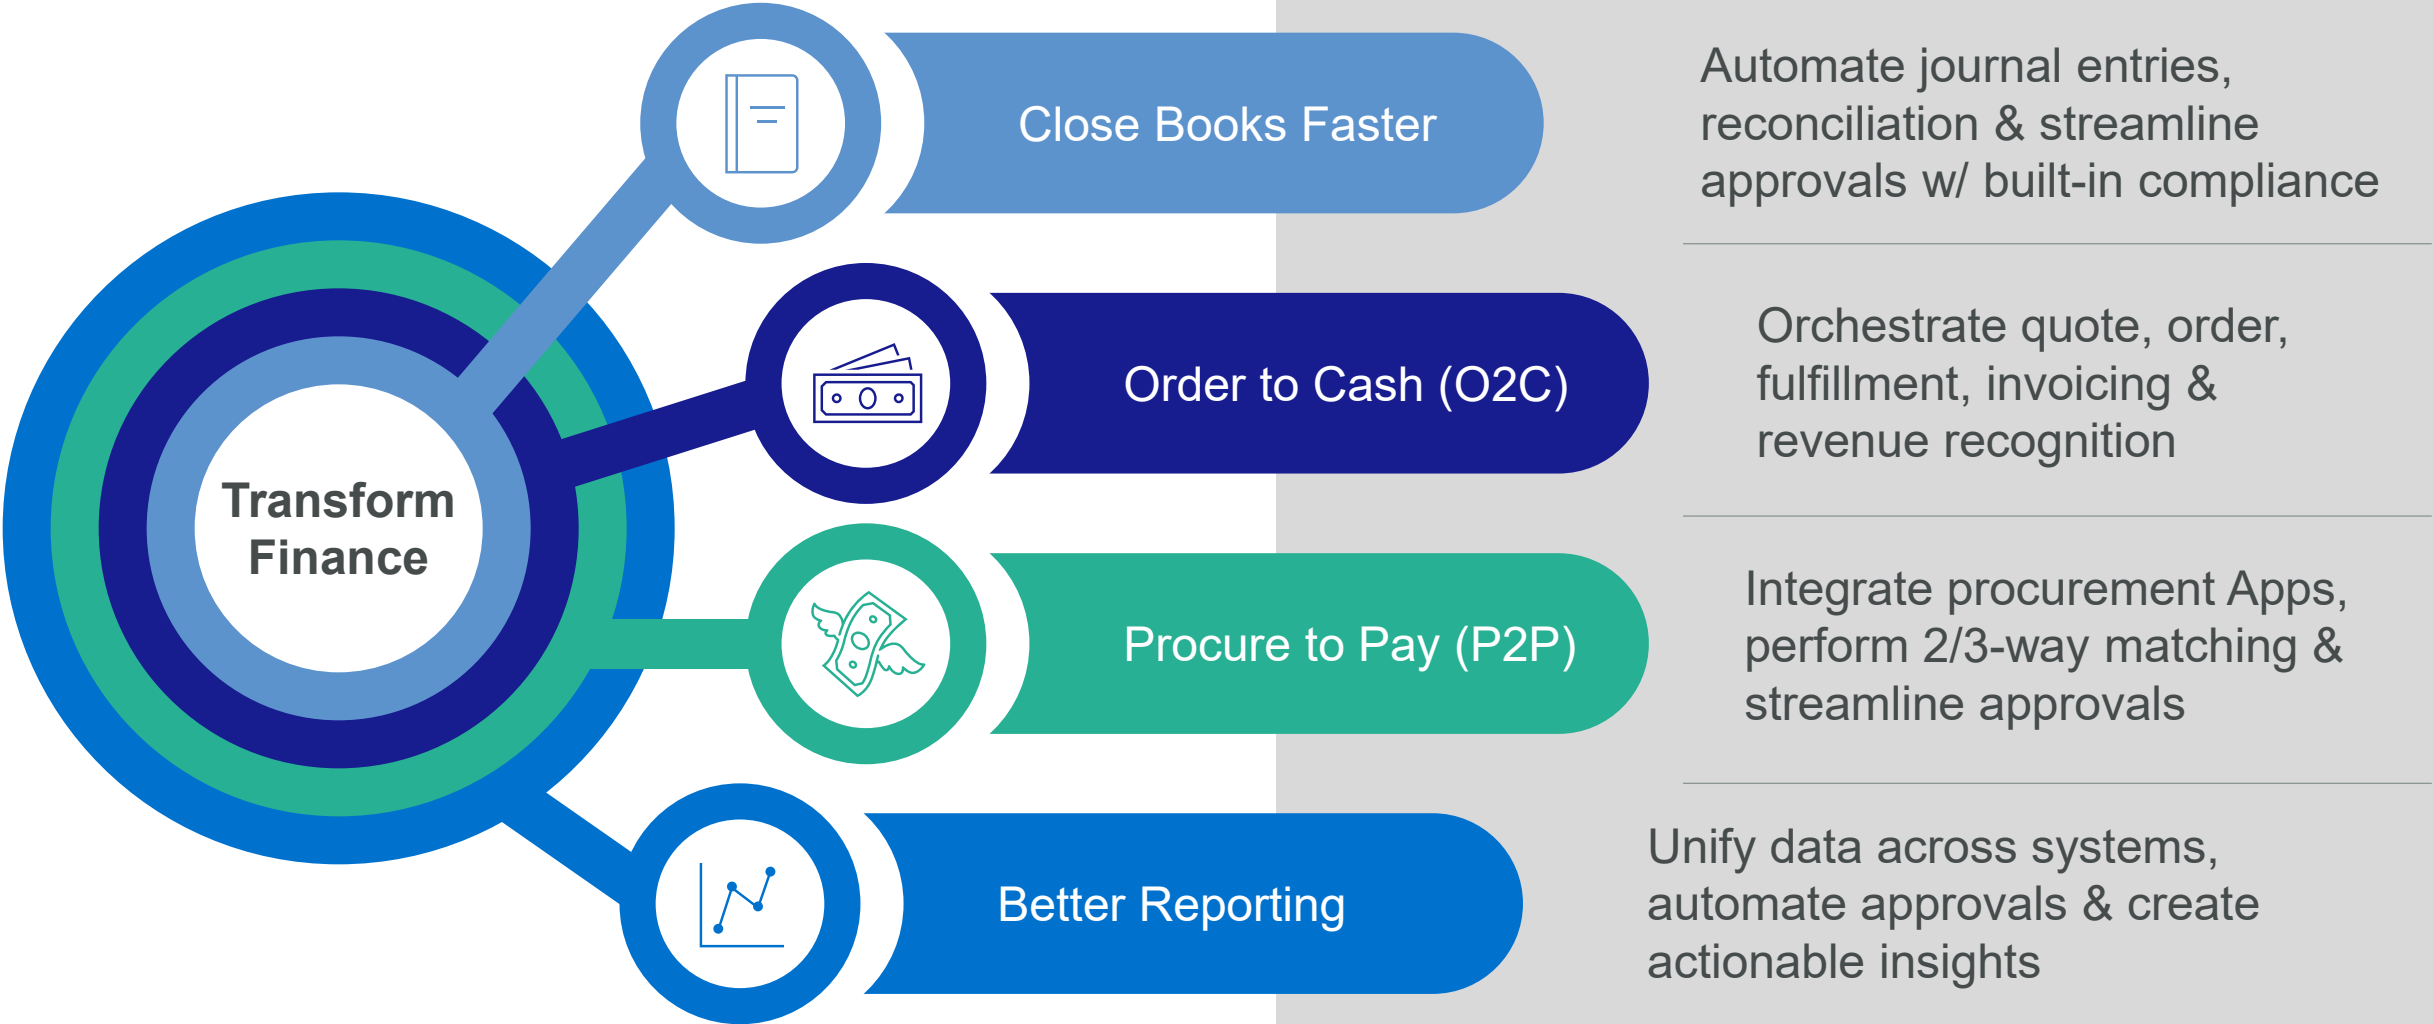 Transform
Finance
Close Books Faster
Automate journal entries,
reconciliation & streamline
approvals w/ built-in compliance
Order to Cash (O2C)
Orchestrate quote, order,
fulfillment, invoicing &
revenue recognition
Procure to Pay (P2P)
Integrate procurement Apps,
perform 2/3-way matching &
streamline approvals
Better Reporting
Unify data across systems,
automate approvals & create
actionable insights